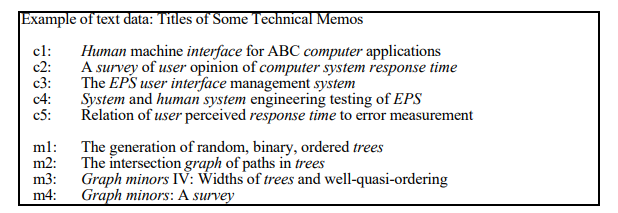 Example of text data: Titles of Some Technical Memos
c1: Human machine interface for ABC computer applications
c2: A survey of user opinion of computer system response time
c3: The EPS user interface management system
c4: System and human system engineering testing of EPS
c5: Relation of user perceived response time to error measurement
m1: The generation of random, binary, ordered trees
m2: The intersection graph of paths in trees
m3: Graph minors IV: Widths of trees and well-quasi-ordering
m4: Graph minors: A survey